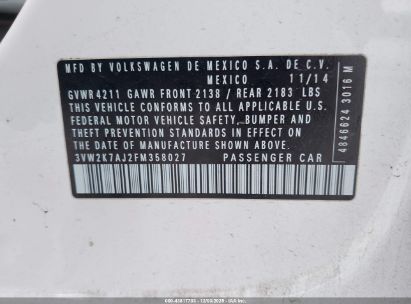 MFD BY VOLKSWAGEN DE MEXICO S.A. DE C.V.
MEXICO 11/14
GVWR 4211 GAWR FRONT 2138 / REAR 2183 LBS
THIS VEHICLE CONFORMS TO ALL APPLICABLE U.S.
FEDERAL MOTOR VEHICLE SAFETY, BUMPER, AND
THEFT PREVENTION STANDARDS IN EFFECT ON
THE DATE OF MANUFACTURE SHOWN ABOVE.
3VW2K7AJ2FM358027 PASSENGER CAR
4846624 3016 M